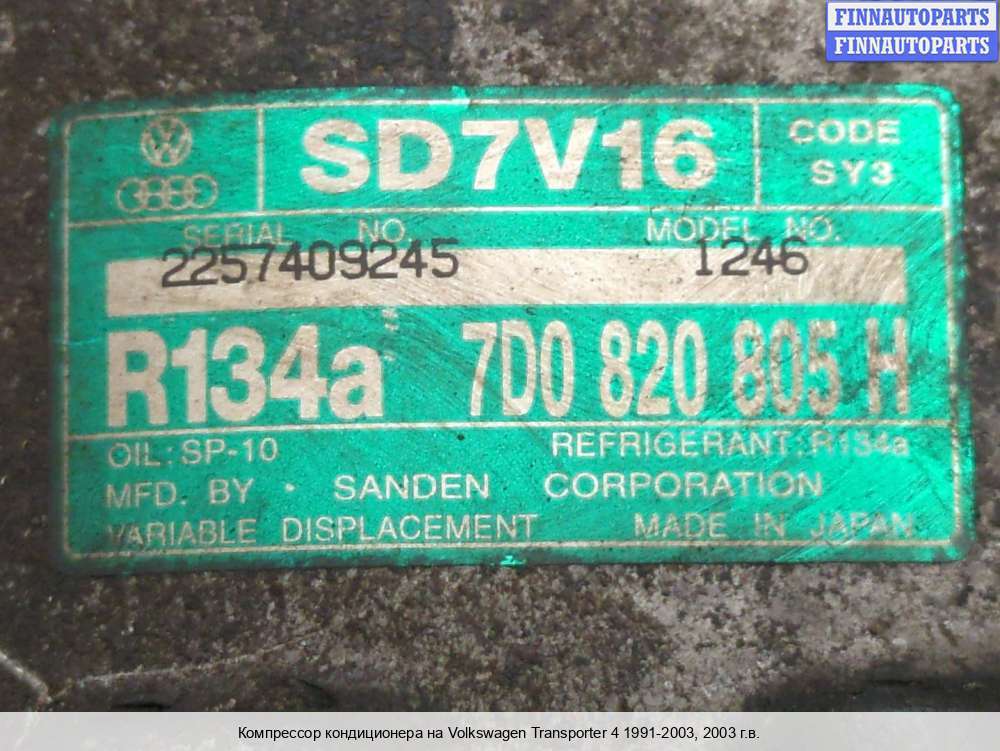 FINNAUTOPARTS
FINNAUTOPARTS
SD7V16
CODE
SY3
SERIAL NO.
MODEL NO.
2257409245
1246
R134a
7D0 820 805 H
OIL: SP-10
REFRIGERANT: R134a
MFD. BY · SANDEN CORPORATION
VARIABLE DISPLACEMENT
MADE IN JAPAN
Компрессор кондиционера на Volkswagen Transporter 4 1991-2003, 2003 г.в.